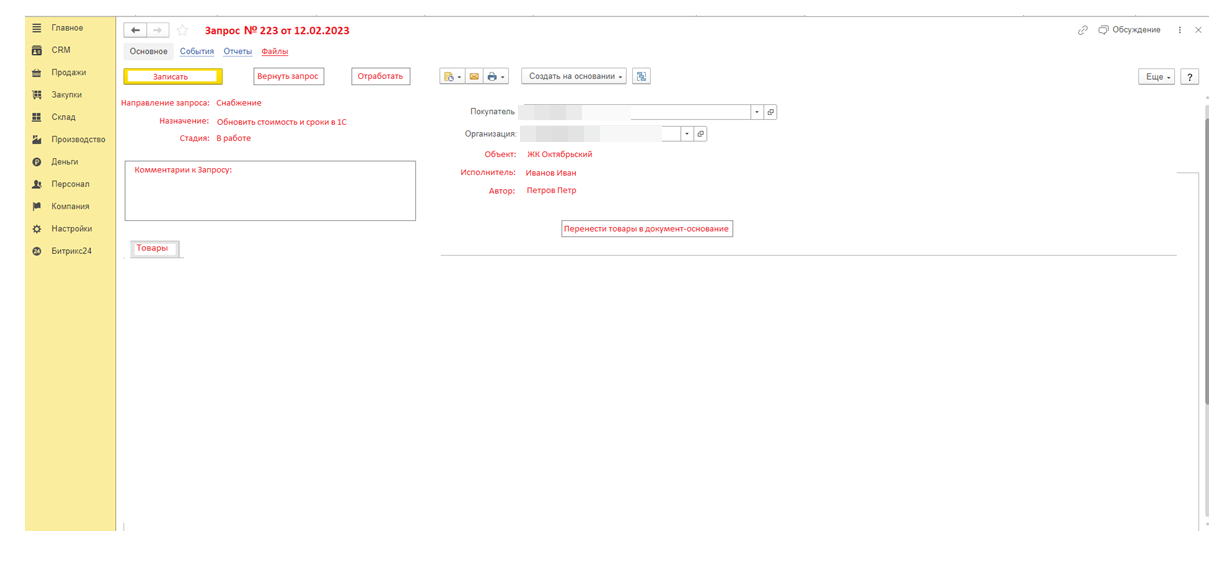 Главное
CRM
Продажи
Закупки
Склад
Производство
Деньги
Персонал
Компания
Настройки
Битрикс24
Запрос № 223 от 12.02.2023
Обсуждение
Основное События Отчеты Файлы
Записать Вернуть запрос Отработать Создать на основании Еще ?
Направление запроса: Снабжение
Назначение: Обновить стоимость и сроки в 1С
Стадия: В работе
Комментарии к Запросу:
Покупатель
Организация:
Объект: ЖК Октябрьский
Исполнитель: Иванов Иван
Автор: Петров Петр
Перенести товары в документ-основание
Товары